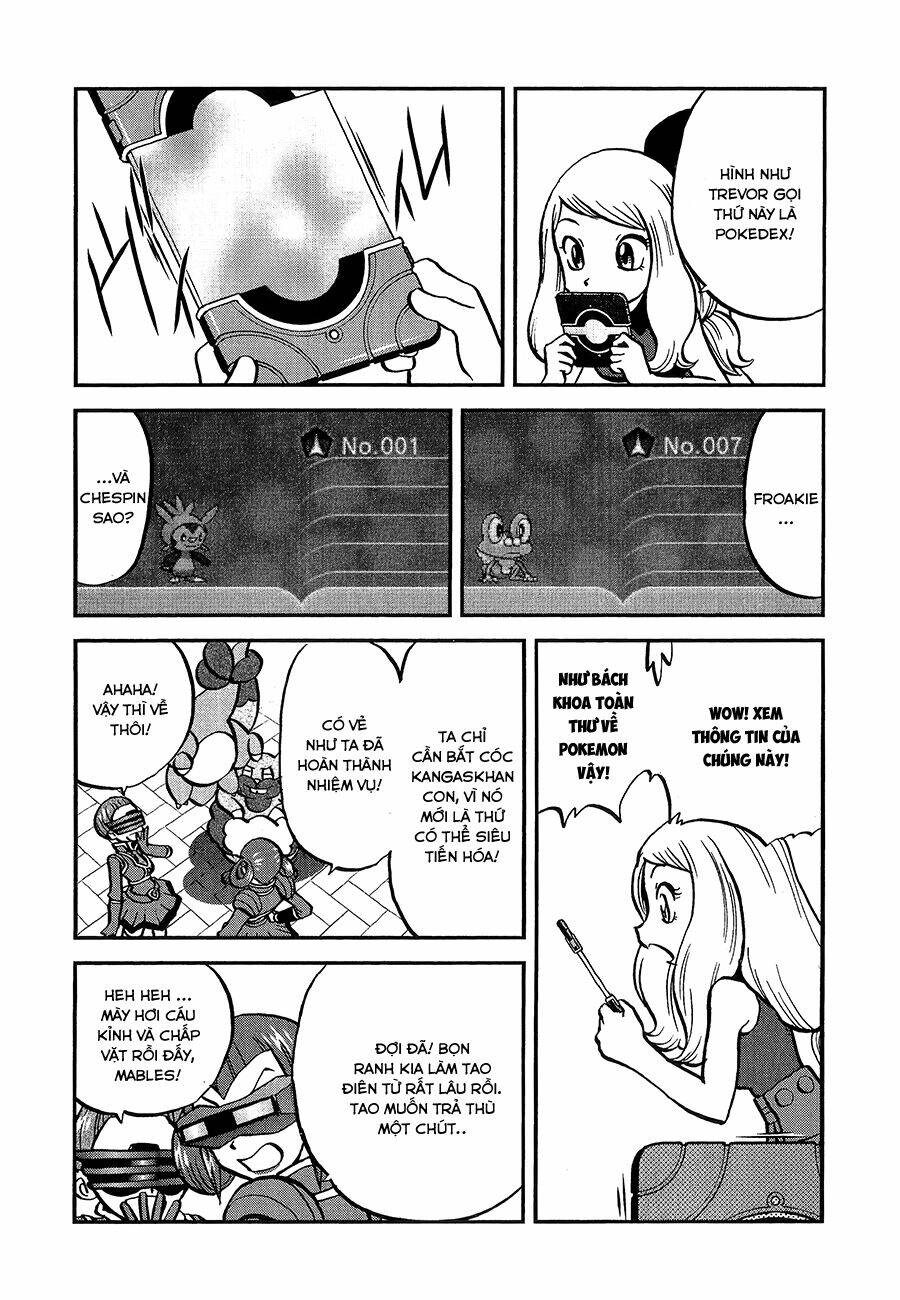 HÌNH NHƯ
TREVOR GỌI
THỨ NÀY LÀ
POKEDEX!
No.007
FROAKIE
...
No.001
...VÀ
CHESPIN
SAO?
WOW! XEM
THÔNG TIN CỦA
CHÚNG NÀY!
NHƯ BÁCH
KHOA TOÀN
THƯ VỀ
POKEMON
VẬY!
TA CHỈ
CẦN BẮT CÓC
KANGASKHAN
CON, VÌ NÓ
MỚI LÀ THỨ
CÓ THỂ SIÊU
TIẾN HÓA!
CÓ VẺ
NHƯ TA ĐÃ
HOÀN THÀNH
NHIỆM VỤ!
AHAHA!
VẬY THÌ VỀ
THÔI!
ĐỢI ĐÃ! BỌN
RANH KIA LÀM TAO
ĐIÊN TỪ RẤT LÂU RỒI.
TAO MUỐN TRẢ THÙ
MỘT CHÚT..
HEH HEH ...
MÀY HƠI CÁU
KỈNH VÀ CHẤP
VẶT RỒI ĐẤY,
MABLES!